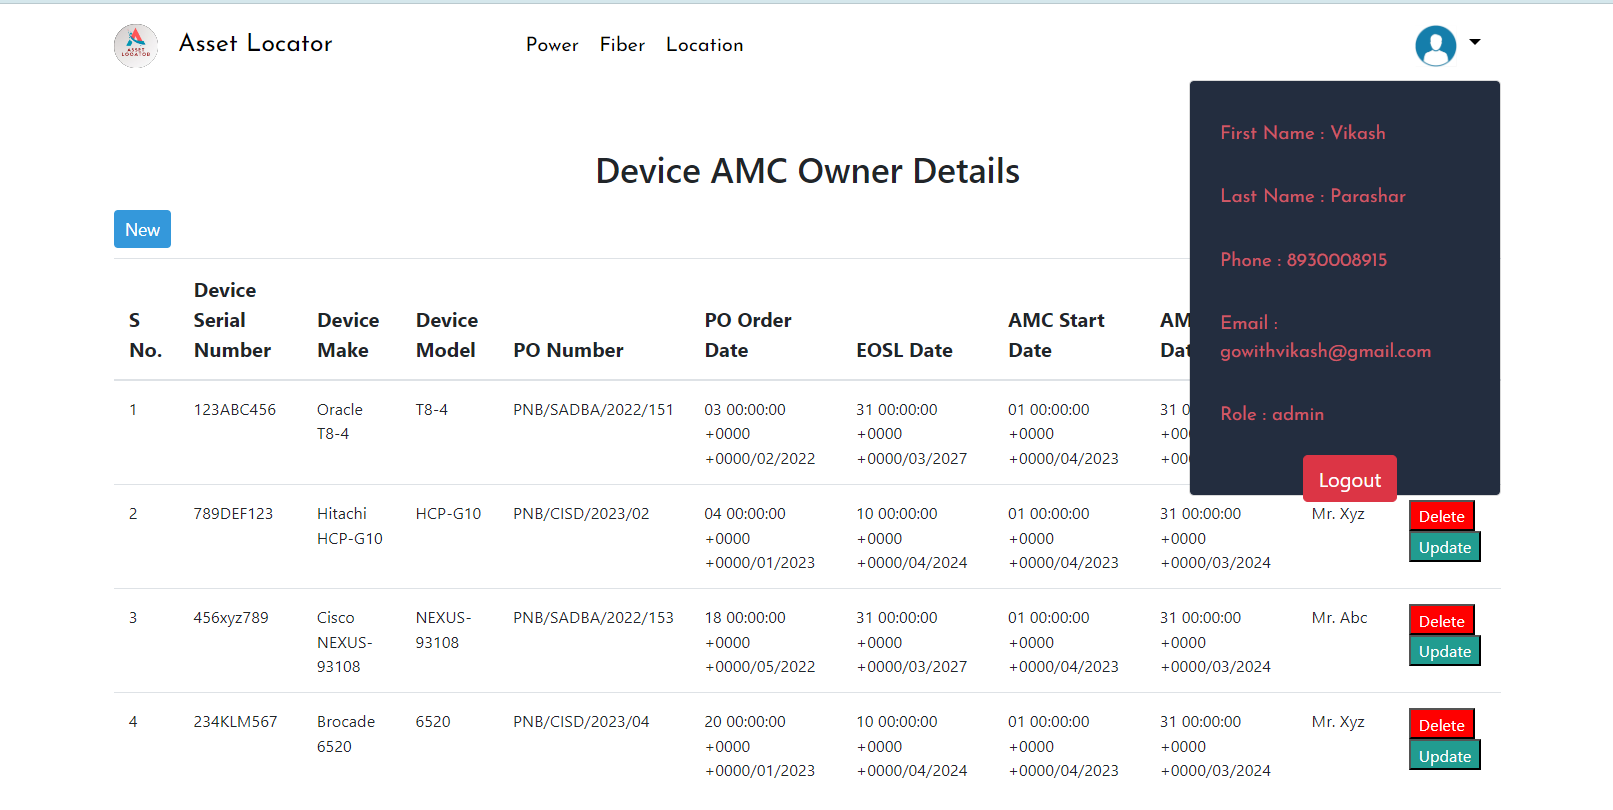 ASSET
LOCATOR
Asset Locator
Power Fiber Location
First Name : Vikash
Last Name : Parashar
Phone : 8930008915
Email :
gowithvikash@gmail.com
Role : admin
Logout
Device AMC Owner Details
New
S No. Device Serial Number Device Make Device Model PO Number PO Order Date EOSL Date AMC Start Date
1 123ABC456 Oracle T8-4 PNB/SADBA/2022/151 03 00:00:00 31 00:00:00 01 00:00:00 31
T8-4 +0000 +0000 +0000
+0000/02/2022 +0000/03/2027 +0000/04/2023
2 789DEF123 Hitachi HCP-G10 PNB/CISD/2023/02 04 00:00:00 10 00:00:00 01 00:00:00 31 00:00:00 Mr. Xyz Delete
HCP-G10 +0000 +0000 +0000 +0000 Update
+0000/01/2023 +0000/04/2024 +0000/04/2023 +0000/03/2024
3 456xyz789 Cisco NEXUS- PNB/SADBA/2022/153 18 00:00:00 31 00:00:00 01 00:00:00 31 00:00:00 Mr. Abc Delete
NEXUS- 93108 +0000 +0000 +0000 +0000 Update
93108 +0000/05/2022 +0000/03/2027 +0000/04/2023 +0000/03/2024
4 234KLM567 Brocade 6520 PNB/CISD/2023/04 20 00:00:00 10 00:00:00 01 00:00:00 31 00:00:00 Mr. Xyz Delete
6520 +0000 +0000 +0000 +0000 Update
+0000/01/2023 +0000/04/2024 +0000/04/2023 +0000/03/2024